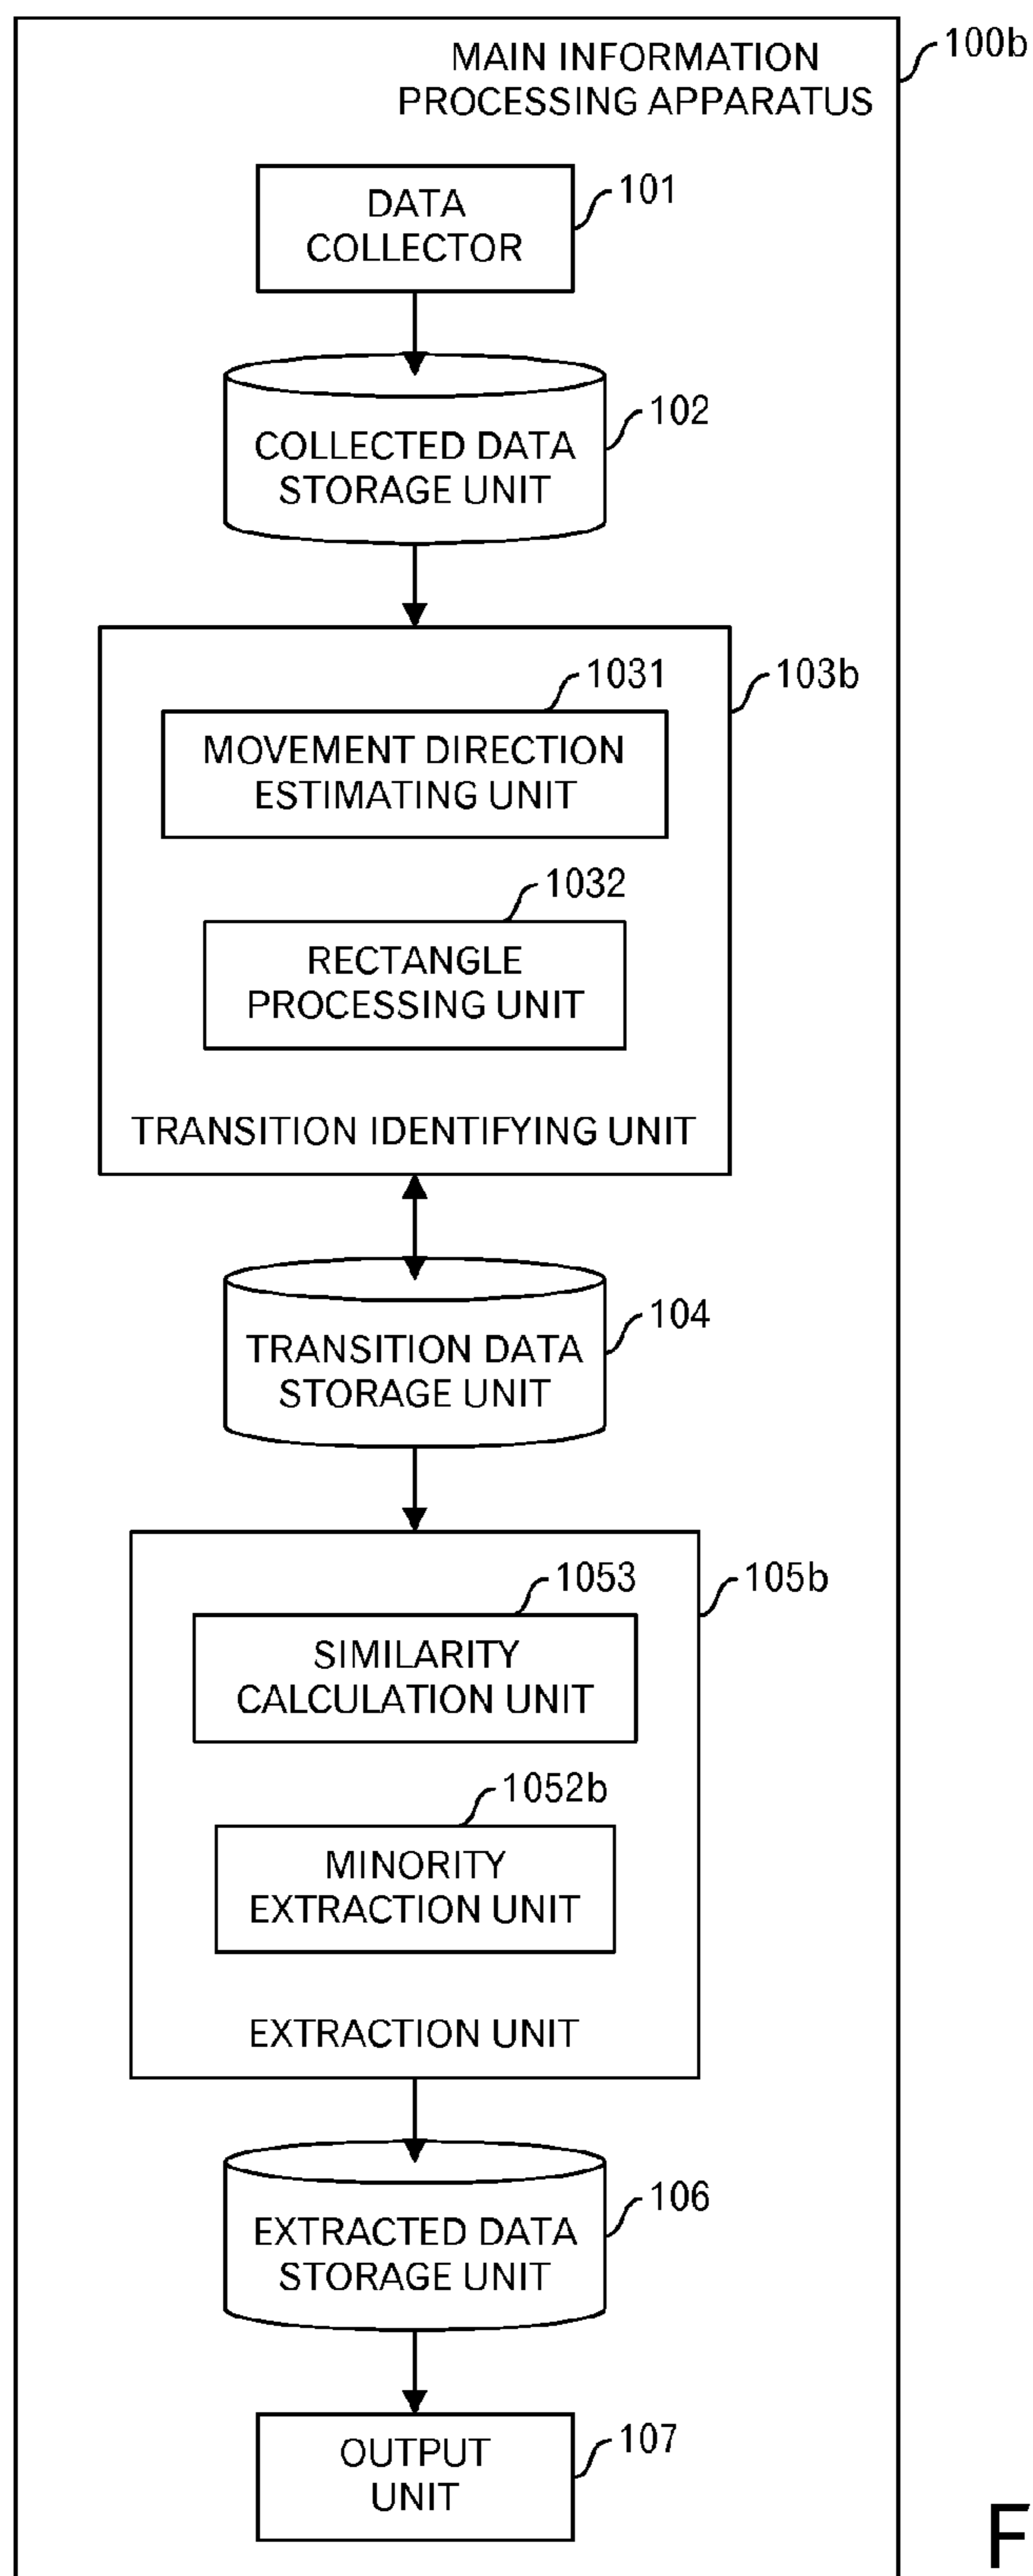 100b
MAIN INFORMATION
PROCESSING APPARATUS
101
DATA
COLLECTOR
102
COLLECTED DATA
STORAGE UNIT
103b
1031
MOVEMENT DIRECTION
ESTIMATING UNIT
1032
RECTANGLE
PROCESSING UNIT
TRANSITION IDENTIFYING UNIT
104
TRANSITION DATA
STORAGE UNIT
105b
1053
SIMILARITY
CALCULATION UNIT
1052b
MINORITY
EXTRACTION UNIT
EXTRACTION UNIT
106
EXTRACTED DATA
STORAGE UNIT
107
OUTPUT
UNIT
F